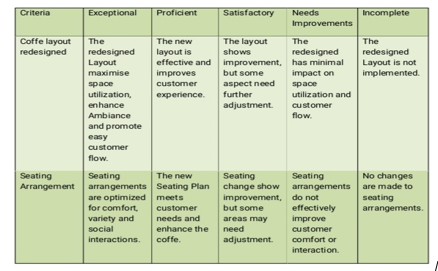 Criteria Exceptional Proficient Satisfactory Needs Improvements Incomplete
Coffe layout
redesigned
The
redesigned
Layout
maximise
space
utilization,
enhance
Ambiance
and promote
easy
customer
flow.
The new
layout is
effective and
improves
customer
experience.
The layout
shows
improvement,
but some
aspect need
further
adjustment.
The
redesigned
has minimal
impact on
space
utilization and
customer
flow.
The
redesigned
Layout is not
implemented.
Seating
Arrangement
Seating
arrangements
are optimized
for comfort,
variety and
social
interactions.
The new
Seating Plan
meets
customer
needs and
enhance the
coffe.
Seating
change show
improvement,
but some
areas may
need
adjustment.
Seating
arrangements
do not
effectively
improve
customer
comfort or
interaction.
No changes
are made to
seating
arrangements.
/